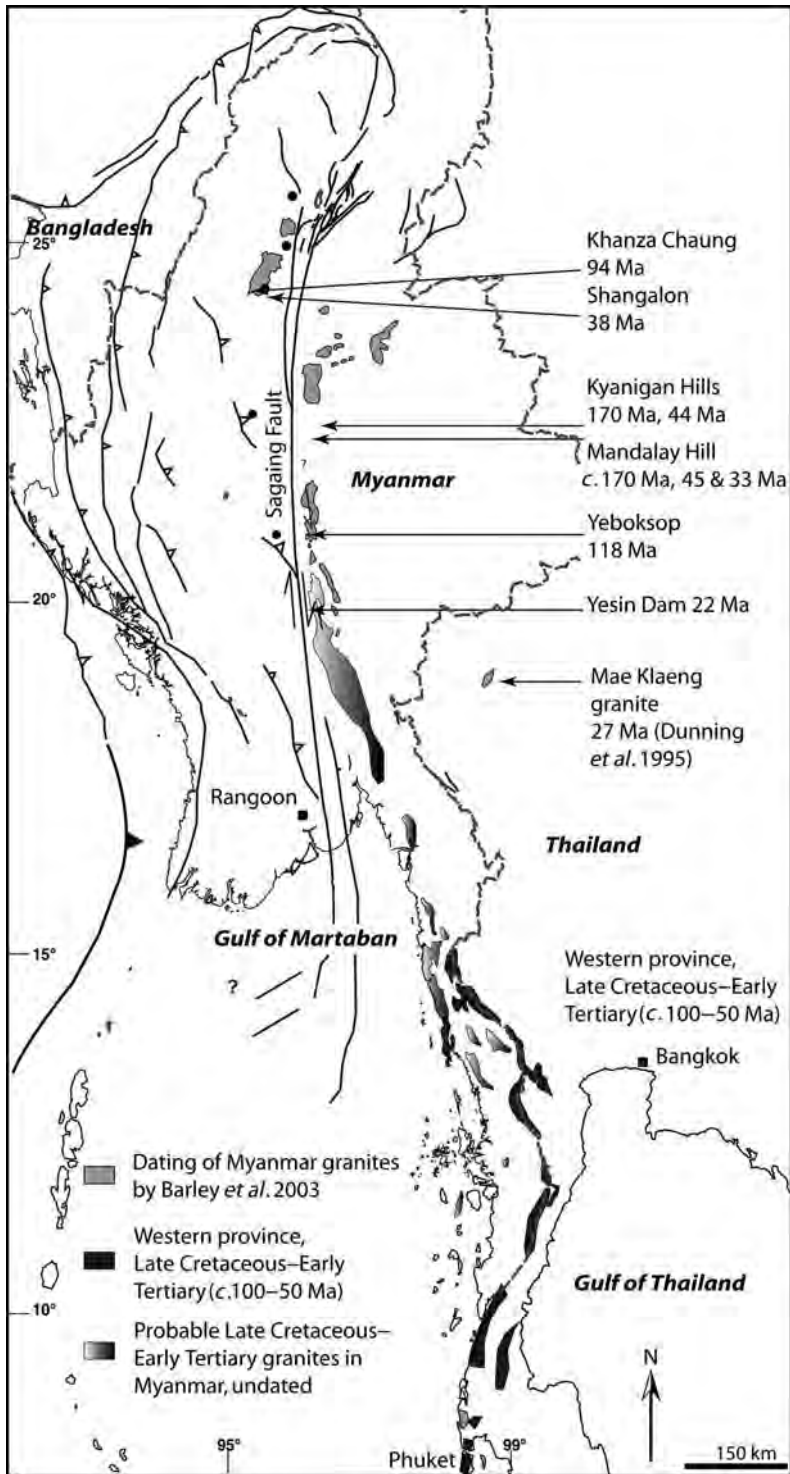 Bangladesh
25°
Khanza Chaung
94 Ma
Shangalon
38 Ma
Kyanigan Hills
170 Ma, 44 Ma
Sagaing Fault
Myanmar
Mandalay Hill
c. 170 Ma, 45 & 33 Ma
Yeboksop
118 Ma
20°
Yesin Dam 22 Ma
Mae Klaeng
granite
27 Ma (Dunning
et al. 1995)
Rangoon
Thailand
Gulf of Martaban
15°
?
Western province,
Late Cretaceous–Early
Tertiary (c. 100–50 Ma)
Bangkok
Dating of Myanmar granites
by Barley et al. 2003
Western province,
Late Cretaceous–Early
Tertiary (c.100–50 Ma)
Gulf of Thailand
10°
Probable Late Cretaceous–
Early Tertiary granites in
Myanmar, undated
N
95°
Phuket
99°
150 km